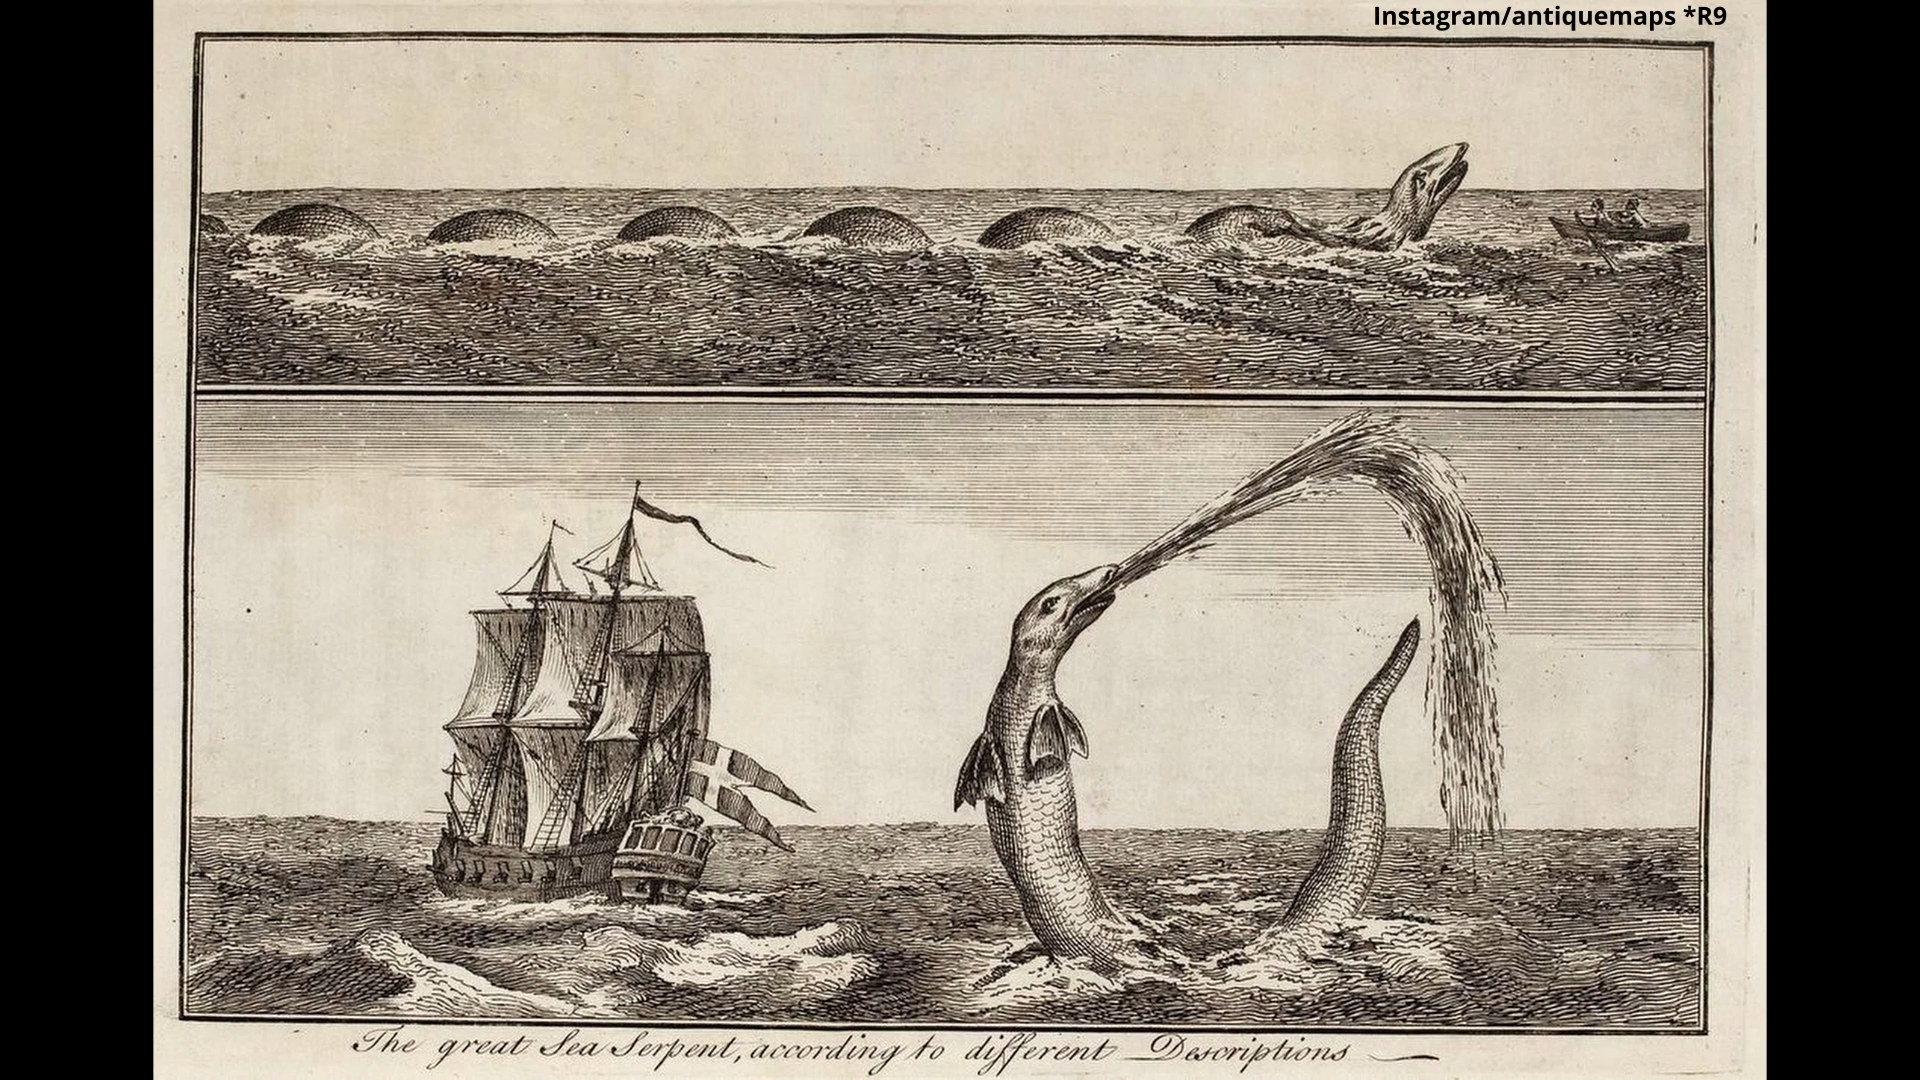 Instagram/antiquemaps *R9
The great Sea Serpent, according to different Descriptions